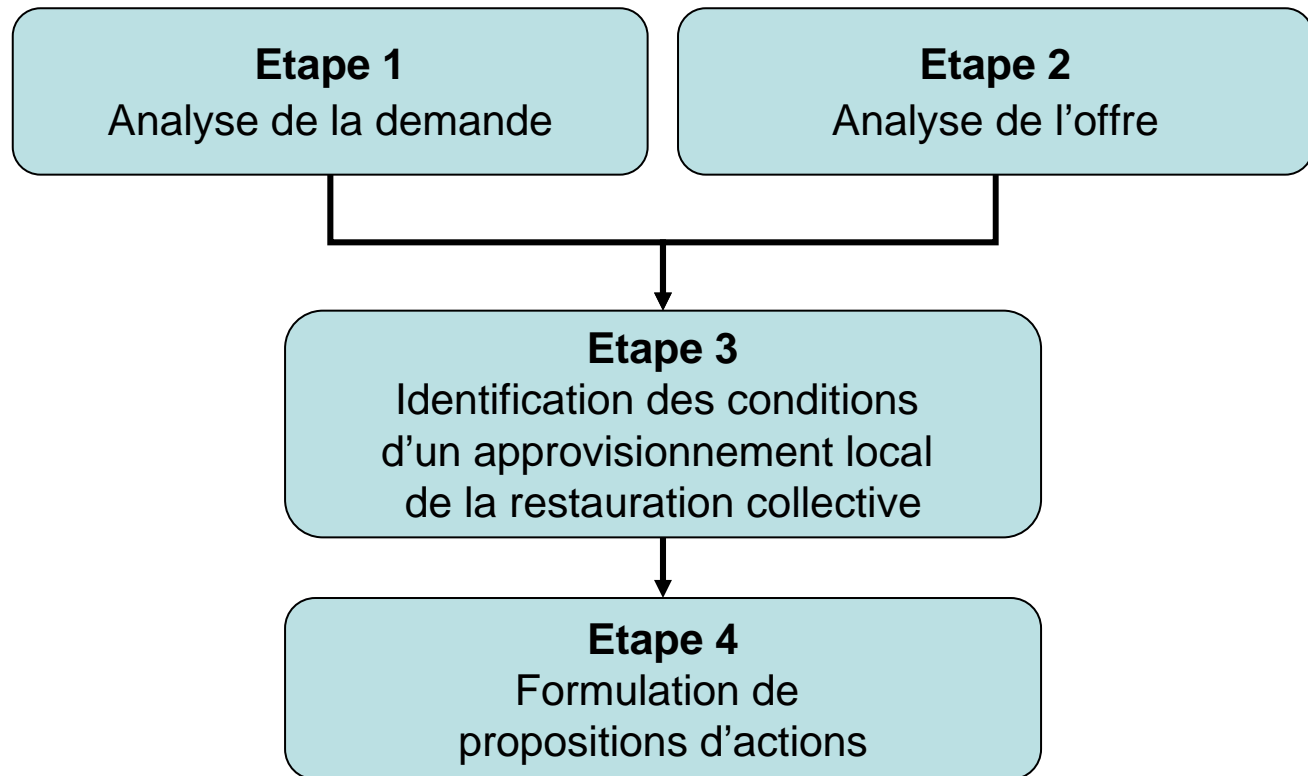 Etape 1
Analyse de la demande
Etape 2
Analyse de l’offre
Etape 3
Identification des conditions
d’un approvisionnement local
de la restauration collective
Etape 4
Formulation de
propositions d’actions